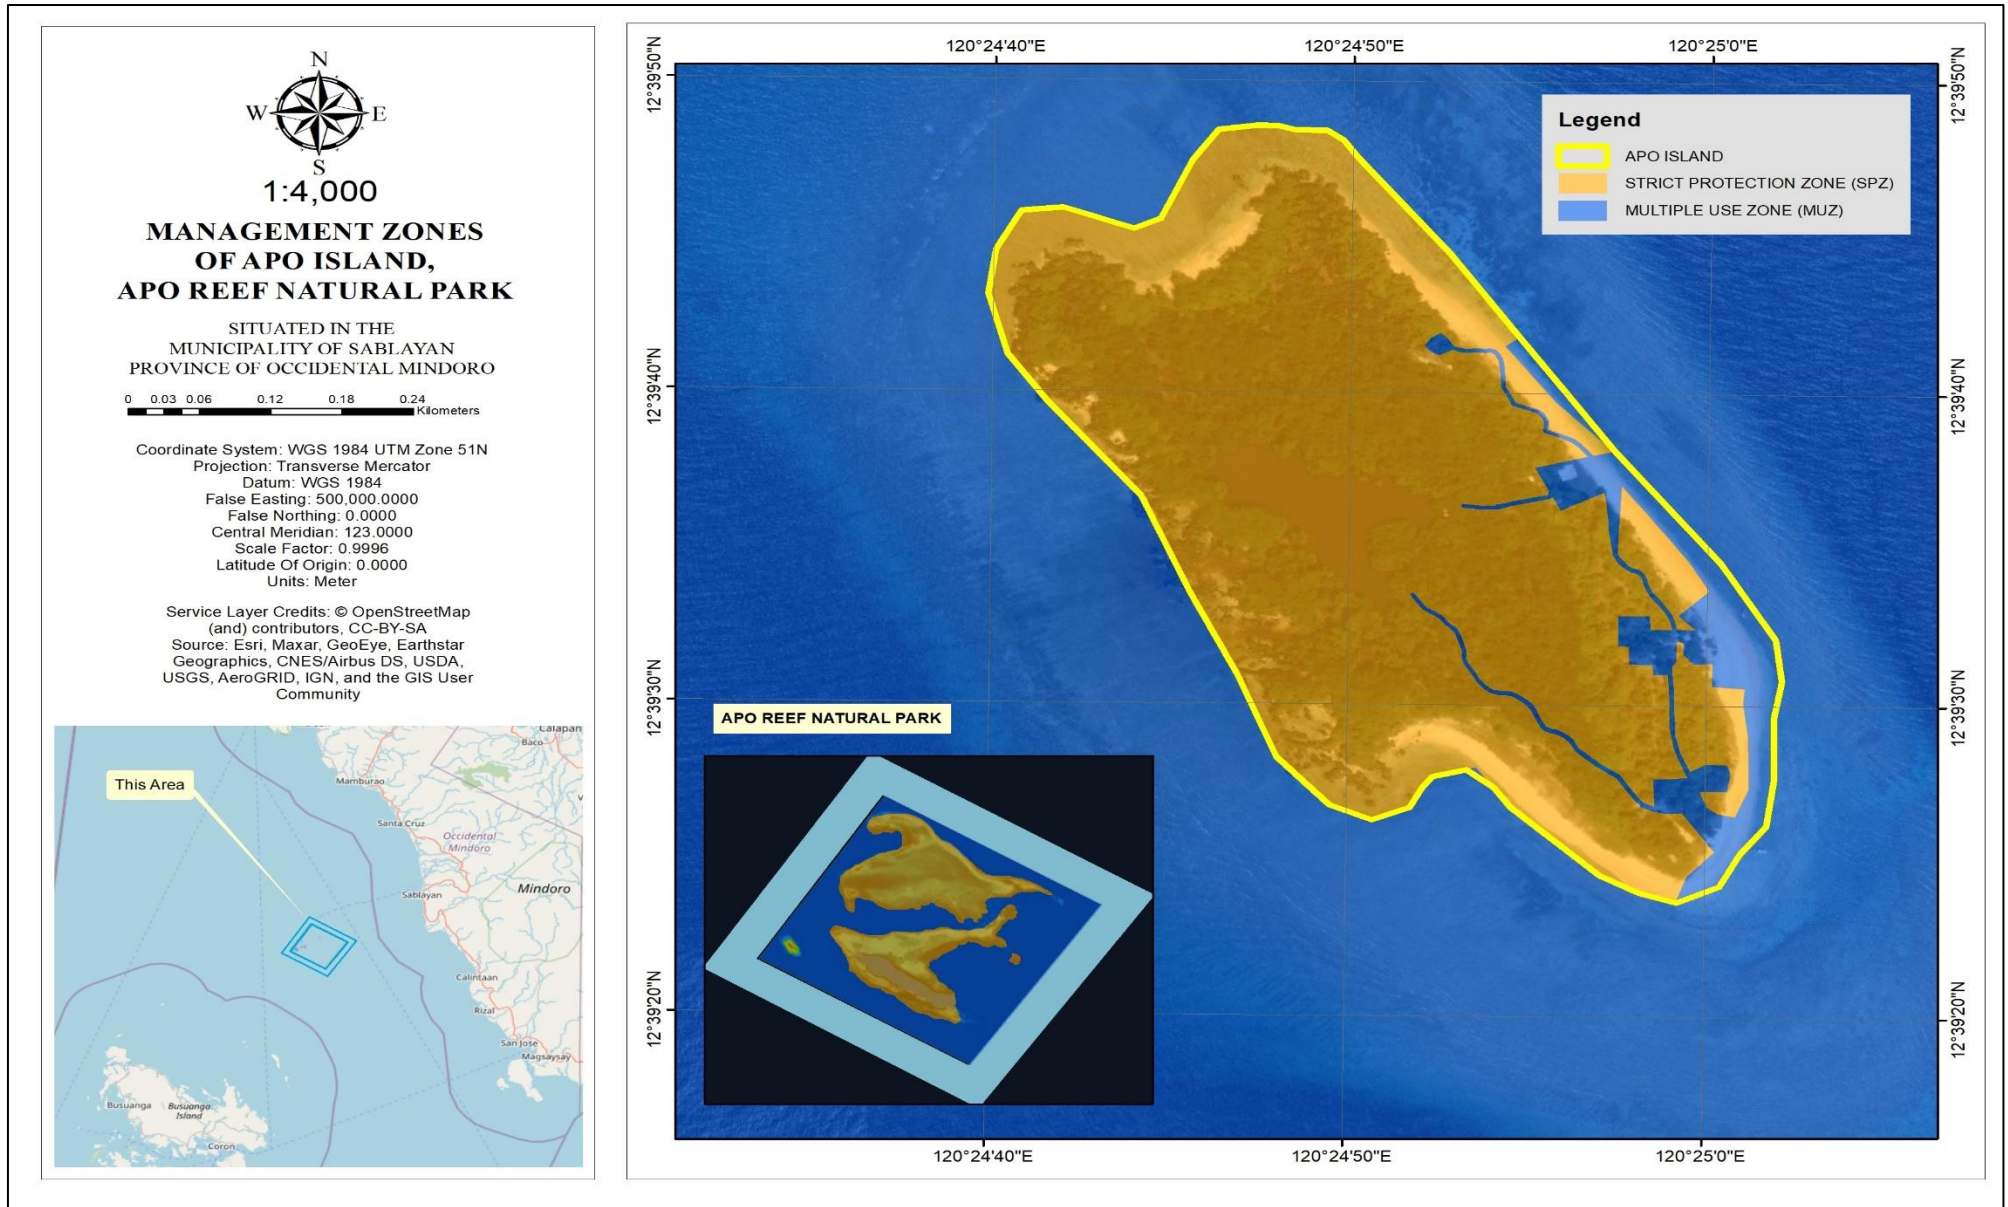 N
W
E
S
1:4,000
MANAGEMENT ZONES
OF APO ISLAND,
APO REEF NATURAL PARK
SITUATED IN THE
MUNICIPALITY OF SABLAYAN
PROVINCE OF OCCIDENTAL MINDORO
0 0.03 0.06 0.12 0.18 0.24
Kilometers
Coordinate System: WGS 1984 UTM Zone 51N
Projection: Transverse Mercator
Datum: WGS 1984
False Easting: 500,000.0000
False Northing: 0.0000
Central Meridian: 123.0000
Scale Factor: 0.9996
Latitude Of Origin: 0.0000
Units: Meter
Service Layer Credits: © OpenStreetMap
(and) contributors, CC-BY-SA
Source: Esri, Maxar, GeoEye, Earthstar
Geographics, CNES/Airbus DS, USDA,
USGS, AeroGRID, IGN, and the GIS User
Community
Calapan
Baco
Mamburao
This Area
Santa Cruz
Occidental
Mindoro
Sablayan
Mindoro
Calintaan
Rizal
San Jose
Magsaysay
Busuanga
Busuanga
Island
Coron
120°24'40"E 120°24'50"E 120°25'0"E
12°39'50"N
12°39'40"N
12°39'30"N
12°39'20"N
Legend
APO ISLAND
STRICT PROTECTION ZONE (SPZ)
MULTIPLE USE ZONE (MUZ)
APO REEF NATURAL PARK
12°39'50"N
12°39'40"N
12°39'30"N
12°39'20"N
120°24'40"E 120°24'50"E 120°25'0"E